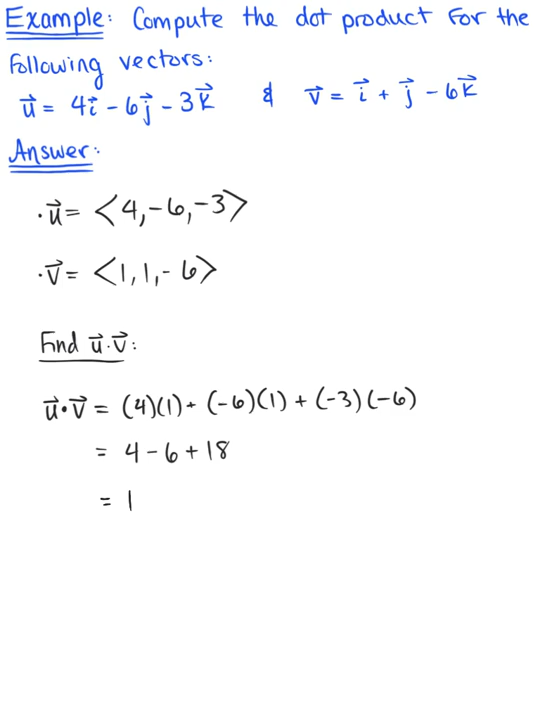 Example: Compute the dot product for the
following vectors:
u⃗ = 4i⃗ - 6j⃗ - 3k⃗ & v⃗ = i⃗ + j⃗ - 6k⃗
Answer:
· u⃗ = <4, -6, -3>
· v⃗ = <1, 1, -6>
Find u⃗ · v⃗:
u⃗ · v⃗ = (4)(1) + (-6)(1) + (-3)(-6)
= 4 - 6 + 18
= 1